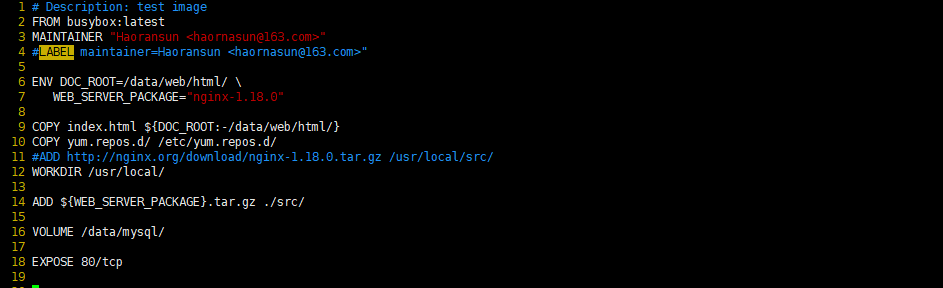 1 # Description: test image
2 FROM busybox:latest
3 MAINTAINER "Haoransun <haornasun@163.com>"
4 #LABEL maintainer=Haoransun <haornasun@163.com>"
5
6 ENV DOC_ROOT=/data/web/html/ \
7    WEB_SERVER_PACKAGE="nginx-1.18.0"
8
9 COPY index.html ${DOC_ROOT:-/data/web/html/}
10 COPY yum.repos.d/ /etc/yum.repos.d/
11 #ADD http://nginx.org/download/nginx-1.18.0.tar.gz /usr/local/src/
12 WORKDIR /usr/local/
13
14 ADD ${WEB_SERVER_PACKAGE}.tar.gz ./src/
15
16 VOLUME /data/mysql/
17
18 EXPOSE 80/tcp
19